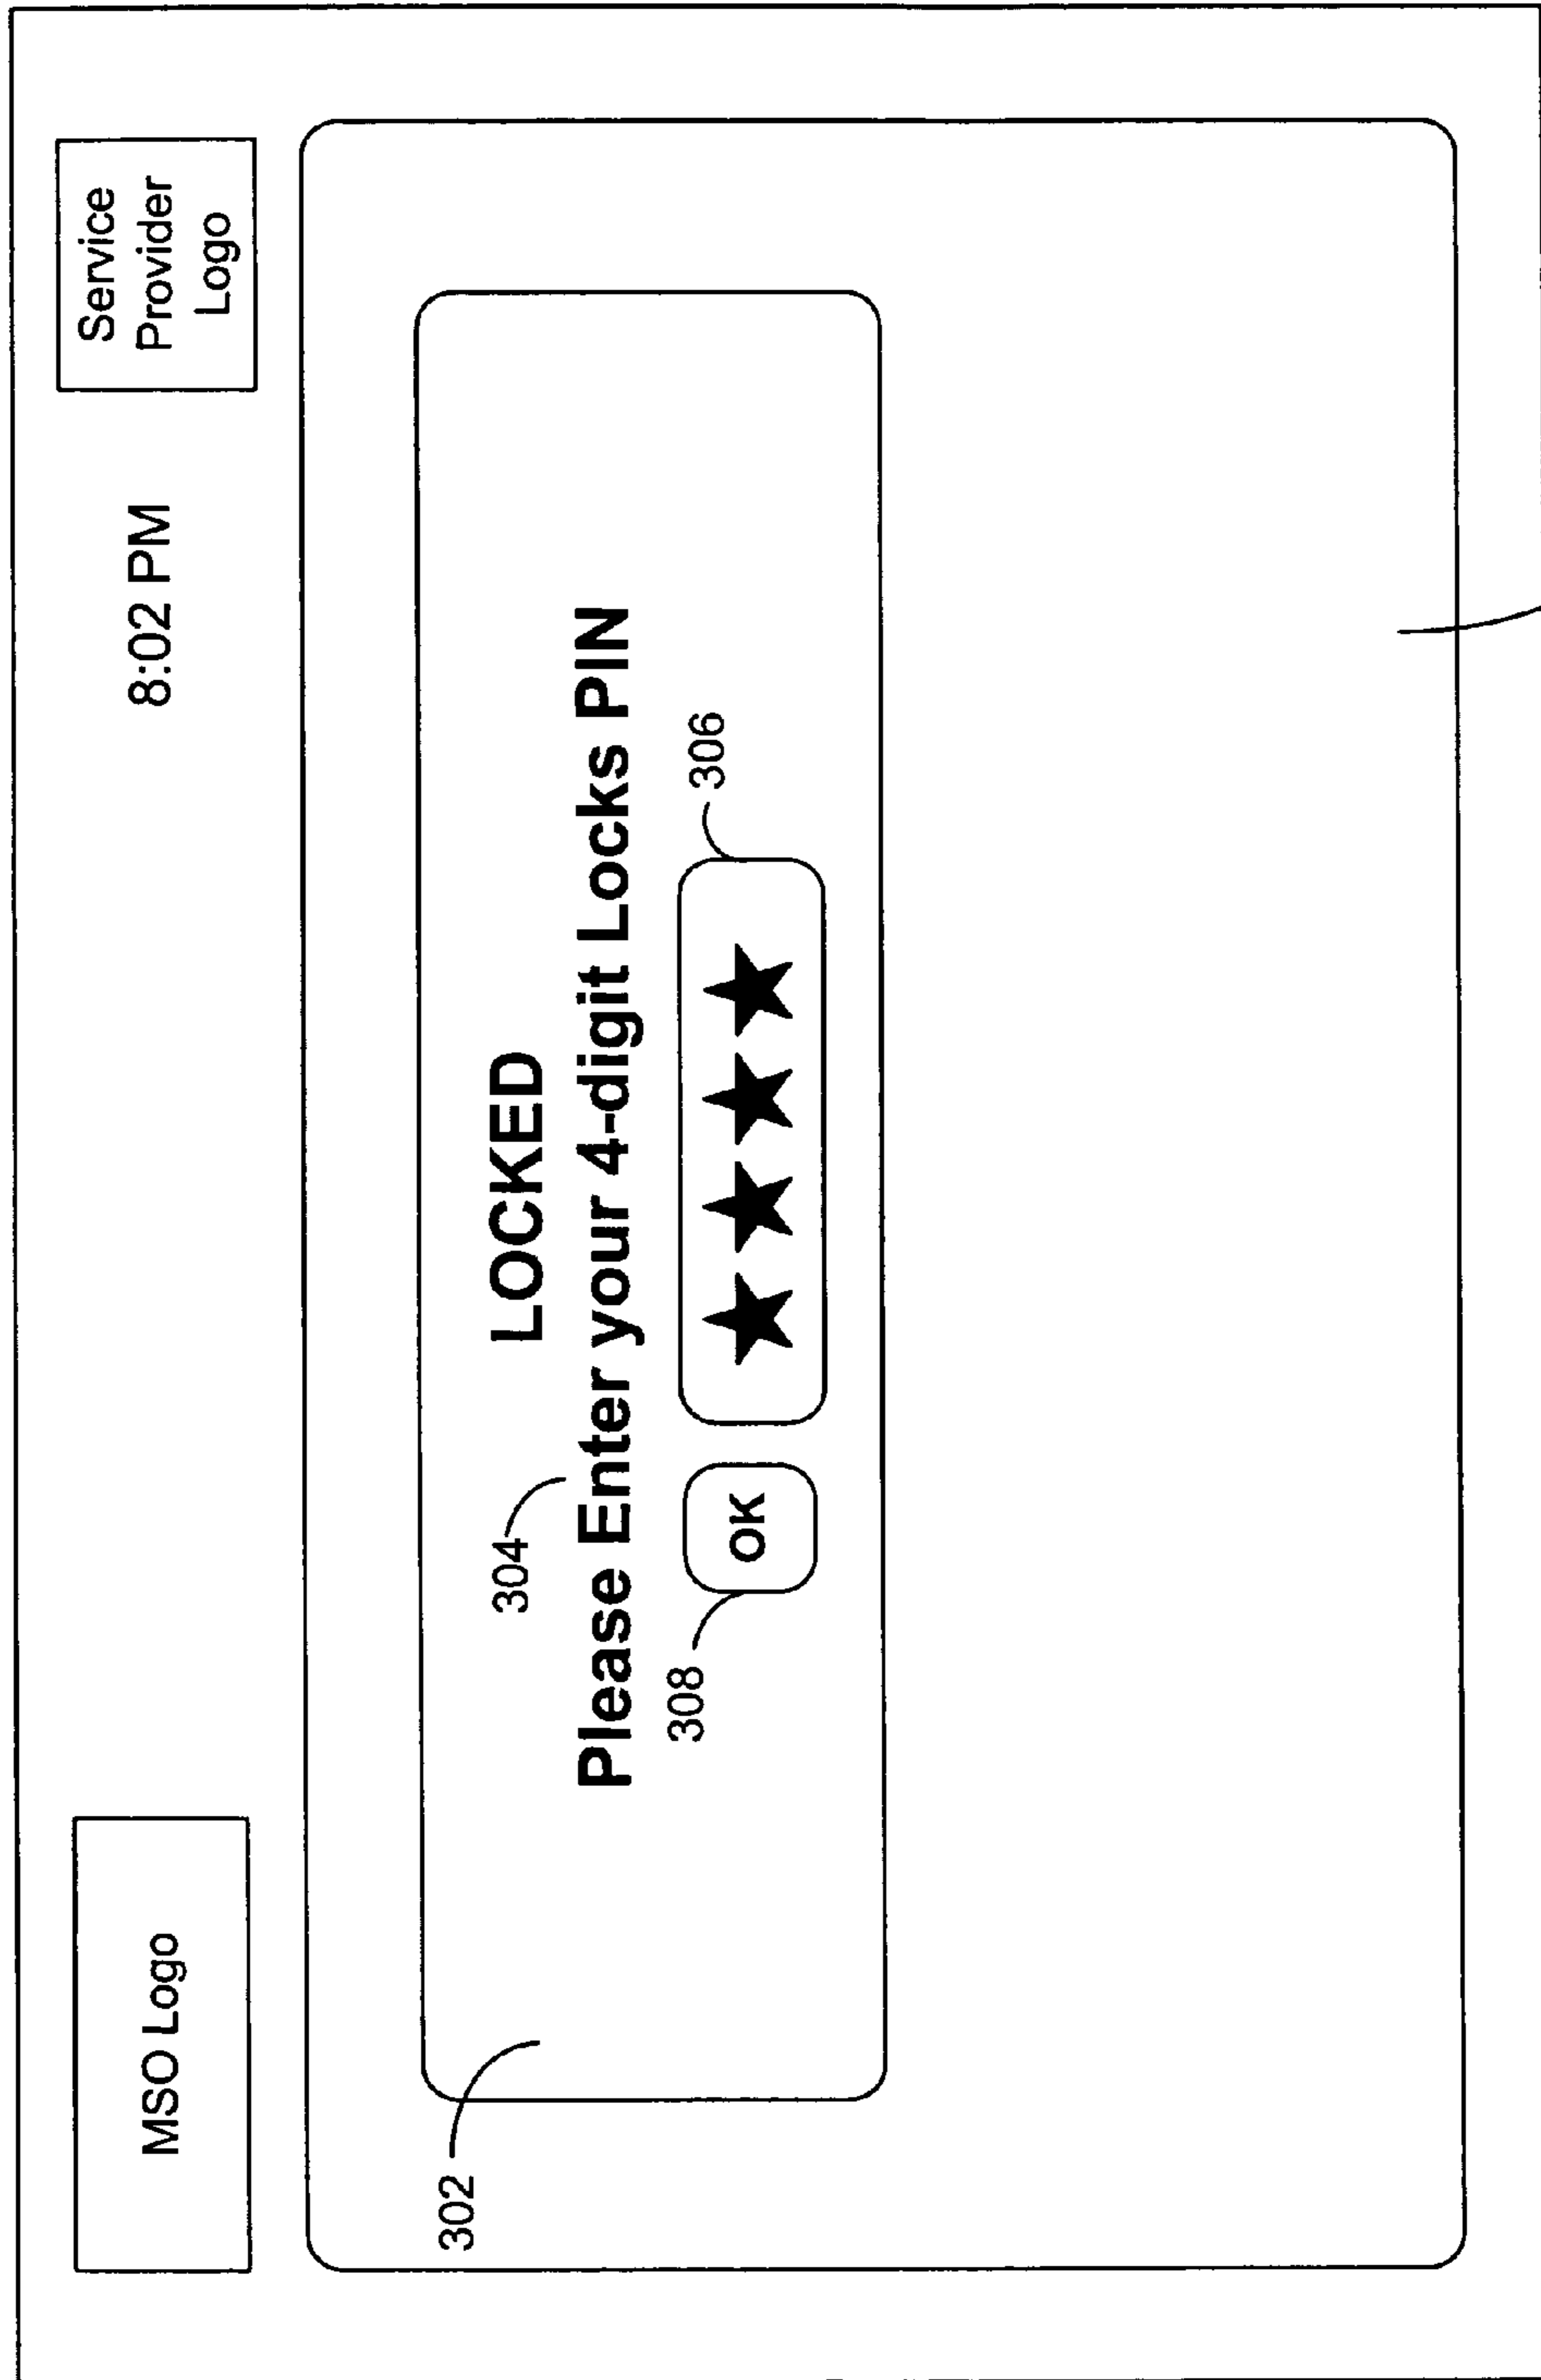 MSO Logo
8:02 PM
Service
Provider
Logo
302
304
LOCKED
Please Enter your 4-digit Locks PIN
308
OK
★★★★
306